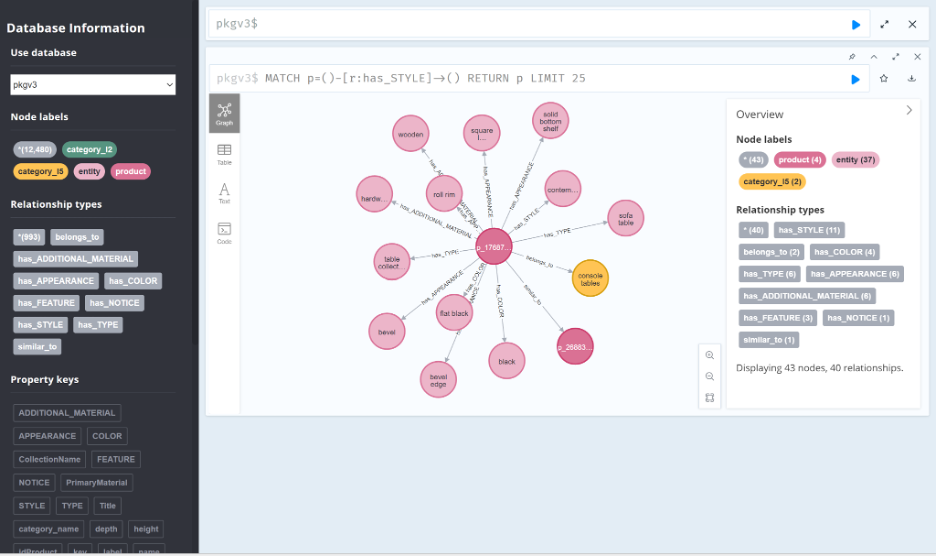 Database Information
Use database
pkgv3
Node labels
*(12,480) category_l2
category_l5 entity product
Relationship types
*(993) belongs_to
has_ADDITIONAL_MATERIAL
has_APPEARANCE has_COLOR
has_FEATURE has_NOTICE
has_STYLE has_TYPE
similar_to
Property keys
ADDITIONAL_MATERIAL
APPEARANCE COLOR
CollectionName FEATURE
NOTICE PrimaryMaterial
STYLE TYPE Title
category_name depth height
idProduct key label name
pkgv3$
pkgv3$ MATCH p=()-[r:has_STYLE]→() RETURN p LIMIT 25
Graph
Table
Text
Code
wooden
square
l...
solid
bottom
shelf
hardw...
roll rim
contem...
sofa
table
table
collect...
p_17687...
console
tables
flat black
bevel
black
p_26683...
bevel
edge
has_APPEARANCE
has_APPEARANCE
has_STYLE
has_ADDITIONAL_MATERIAL
has_TYPE
has_TYPE
belongs_to
has_APPEARANCE
has_COLOR
has_COLOR
similar_to
Overview
Node labels
* (43) product (4) entity (37)
category_l5 (2)
Relationship types
* (40) has_STYLE (11)
belongs_to (2) has_COLOR (4)
has_TYPE (6) has_APPEARANCE (6)
has_ADDITIONAL_MATERIAL (6)
has_FEATURE (3) has_NOTICE (1)
similar_to (1)
Displaying 43 nodes, 40 relationships.